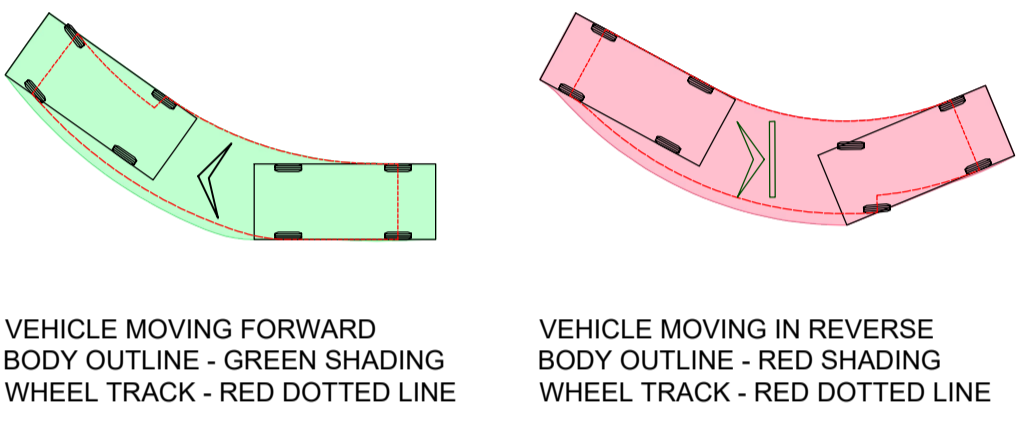 VEHICLE MOVING FORWARD
BODY OUTLINE - GREEN SHADING
WHEEL TRACK - RED DOTTED LINE
VEHICLE MOVING IN REVERSE
BODY OUTLINE - RED SHADING
WHEEL TRACK - RED DOTTED LINE